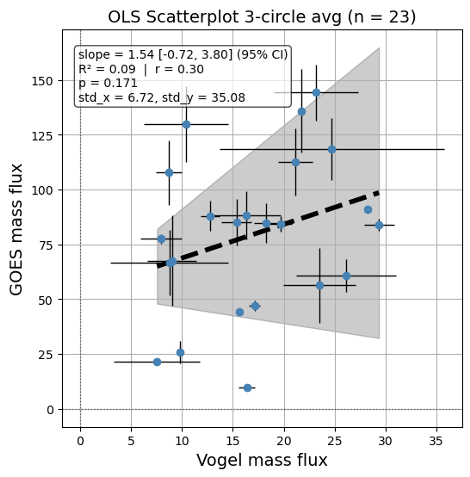 OLS Scatterplot 3-circle avg (n = 23)
slope = 1.54 [-0.72, 3.80] (95% CI)
R² = 0.09 | r = 0.30
p = 0.171
std_x = 6.72, std_y = 35.08
GOES mass flux
150
125
100
75
50
25
0
0 5 10 15 20 25 30 35
Vogel mass flux